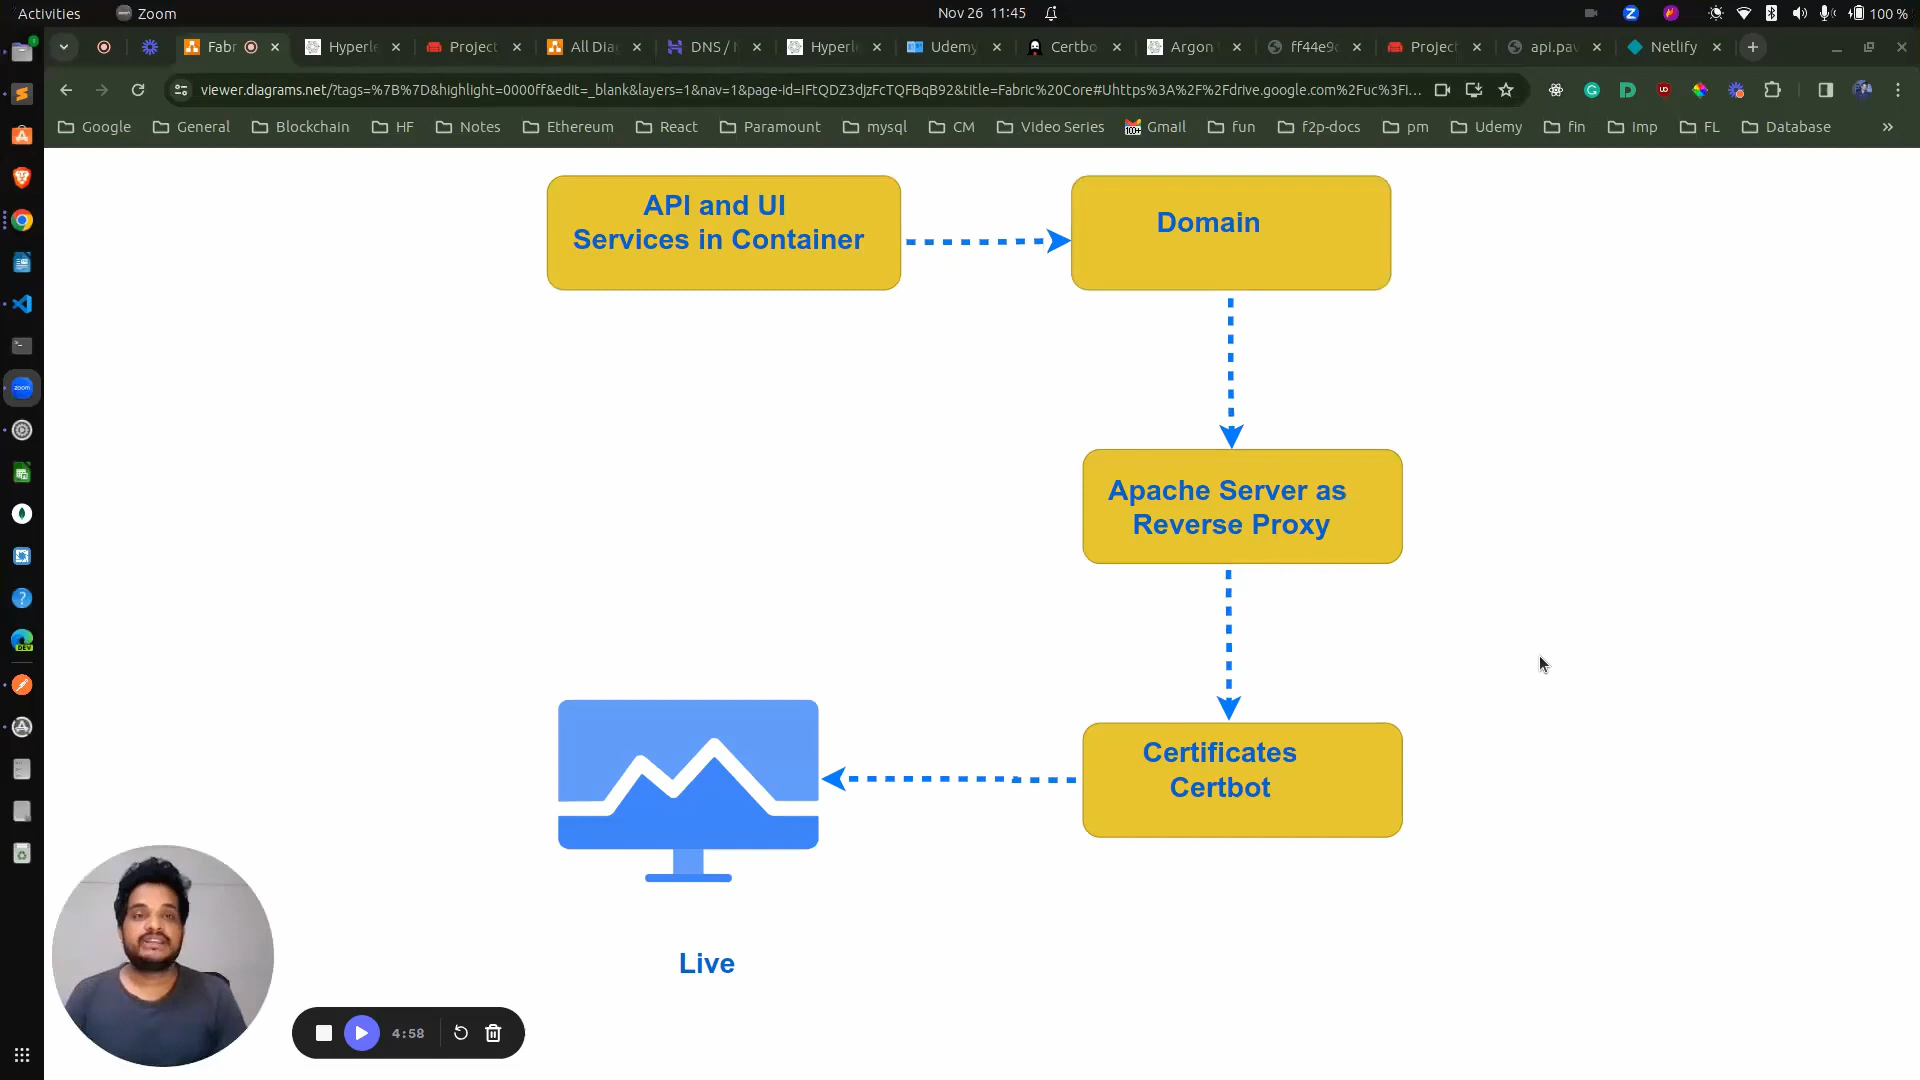 Activities
Zoom
Nov 26 11:45
100 %
Fabr
Hyperle
Project
All Dia
DNS / 
Hyperl
Udemy
Certbo
Argon
ff44e9c
Project
api.pav
Netlify
viewer.diagrams.net/?tags=%7B%7D&highlight=0000ff&edit=_blank&layers=1&nav=1&page-id=IFtQDZ3djzFcTQFBqB92&title=Fabric%20Core#Uhttps%3A%2F%2Fdrive.google.com%2Fuc%3FI...
Google
General
Blockchain
HF
Notes
Ethereum
React
Paramount
mysql
CM
Video Series
Gmail
fun
f2p-docs
pm
Udemy
fin
Imp
FL
Database
API and UI
Services in Container
Domain
Apache Server as
Reverse Proxy
Certificates
Certbot
Live
4:58